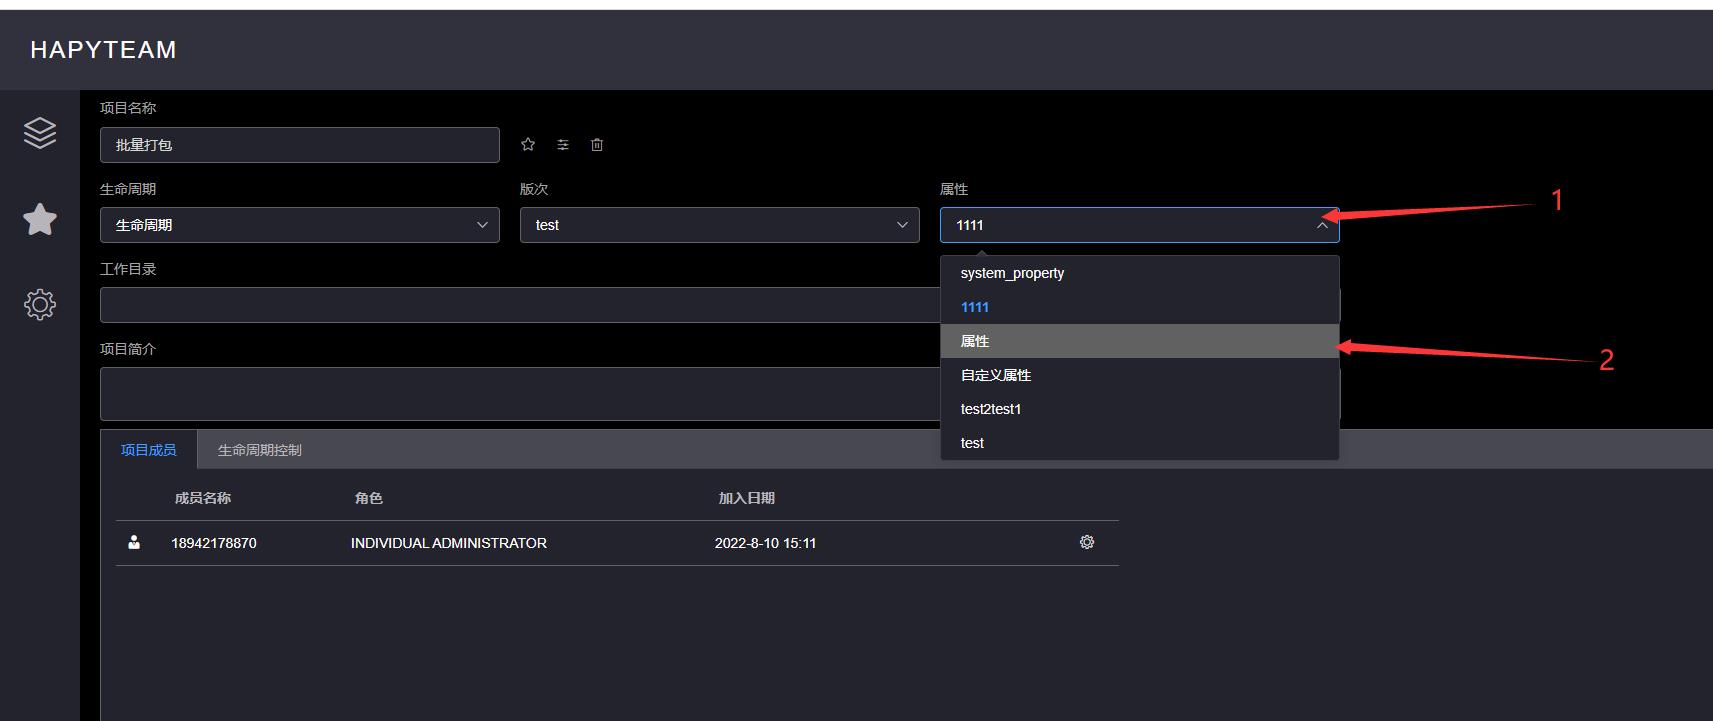 HAPYTEAM
项目名称
批量打包
生命周期 版次 属性
生命周期 test 1111
1
工作目录
system_property
1111
属性
2
项目简介
自定义属性
test2test1
test
项目成员 生命周期控制
成员名称 角色 加入日期
18942178870 INDIVIDUAL ADMINISTRATOR 2022-8-10 15:11